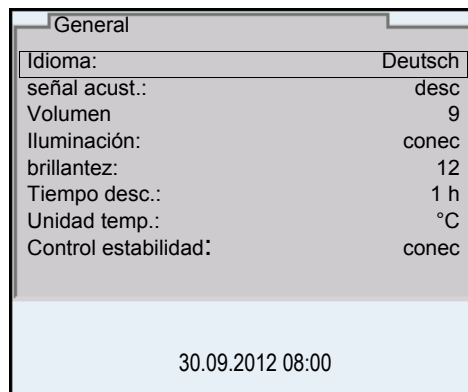 General
Idioma: Deutsch
señal acust.: desc
Volumen 9
Iluminación: conec
brillantez: 12
Tiempo desc.: 1 h
Unidad temp.: °C
Control estabilidad: conec
30.09.2012 08:00